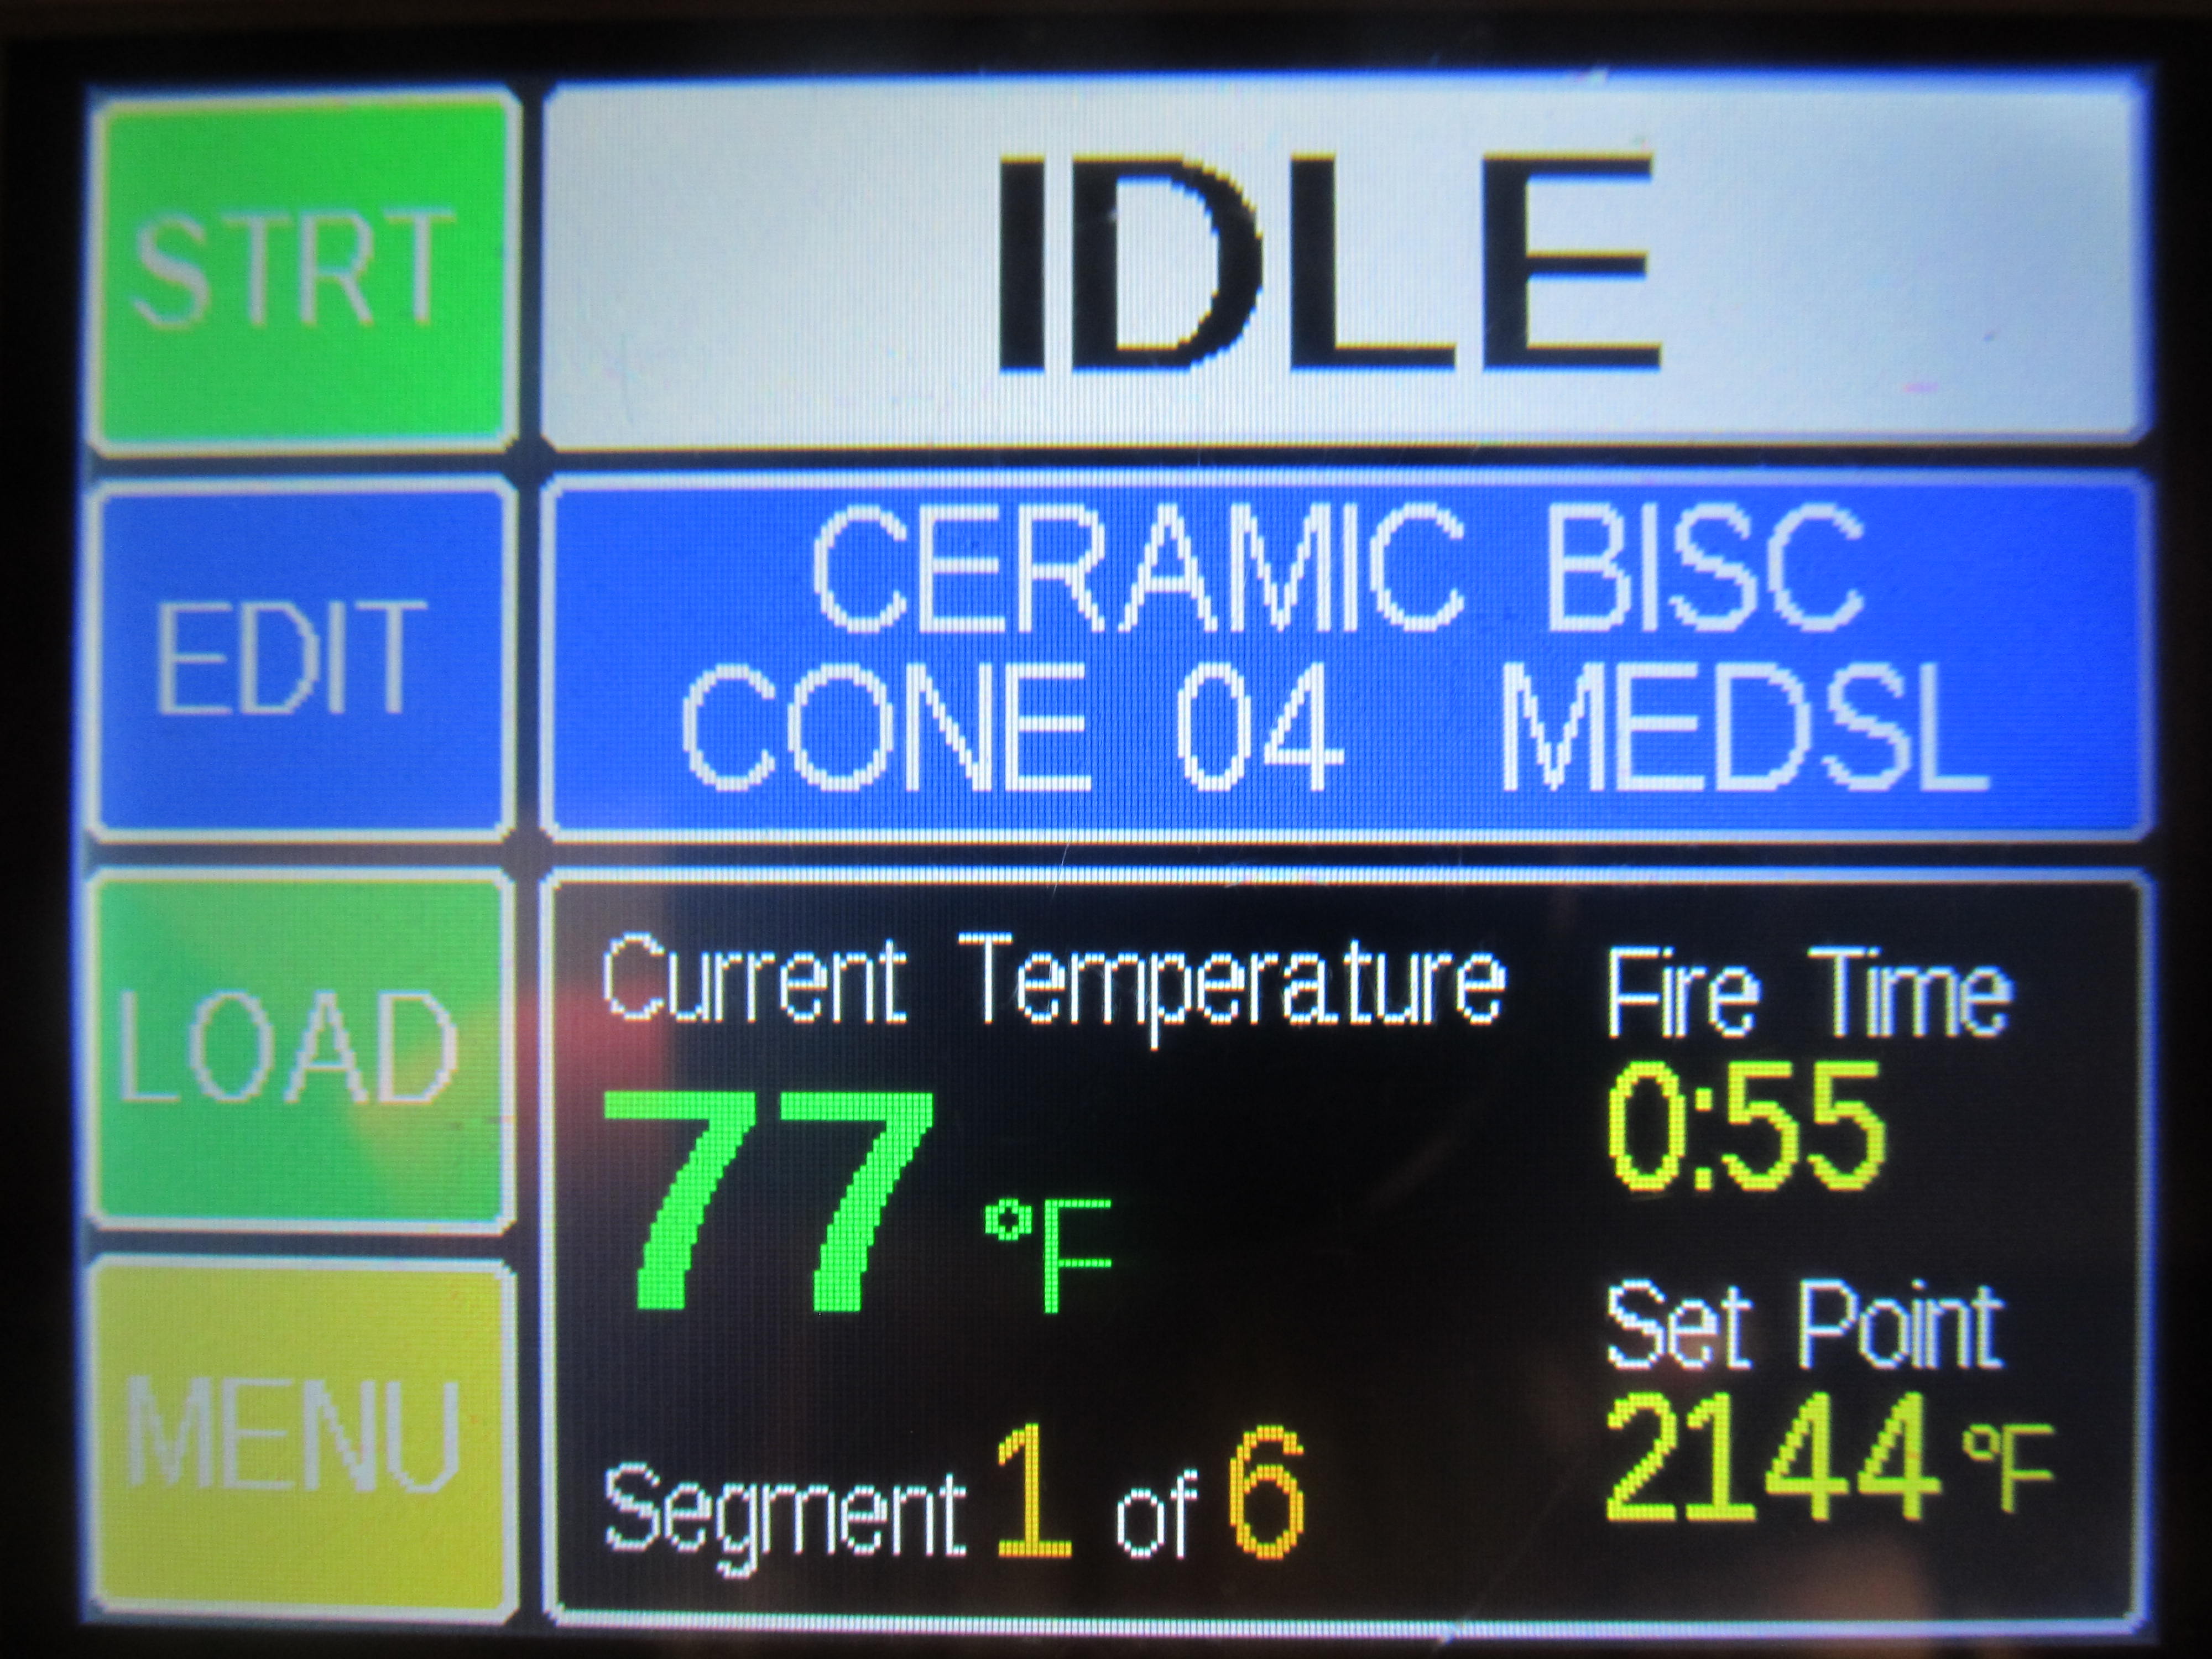 STRT
IDLE
EDIT
CERAMIC BISC
CONE 04 MEDSL
LOAD
Current Temperature
77 °F
Segment 1 of 6
Fire Time
0:55
Set Point
2144 °F
MENU